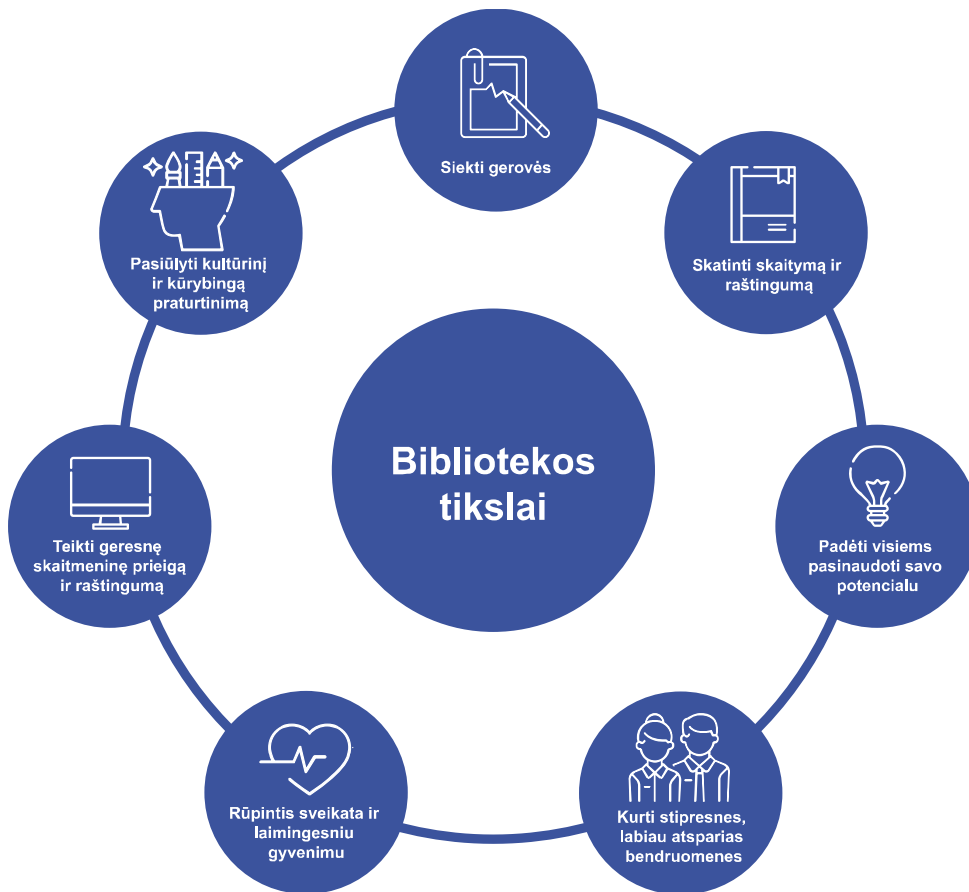 Siekti gerovės
Skatinti skaitymą ir
raštingumą
Padėti visiems
pasinaudoti savo
potencialu
Kurti stipresnes,
labiau atsparias
bendruomenes
Rūpintis sveikata ir
laimingesniu
gyvenimu
Teikti geresnę
skaitmeninę prieigą
ir raštingumą
Pasiūlyti kultūrinį
ir kūrybingą
praturtinimą
Bibliotekos
tikslai